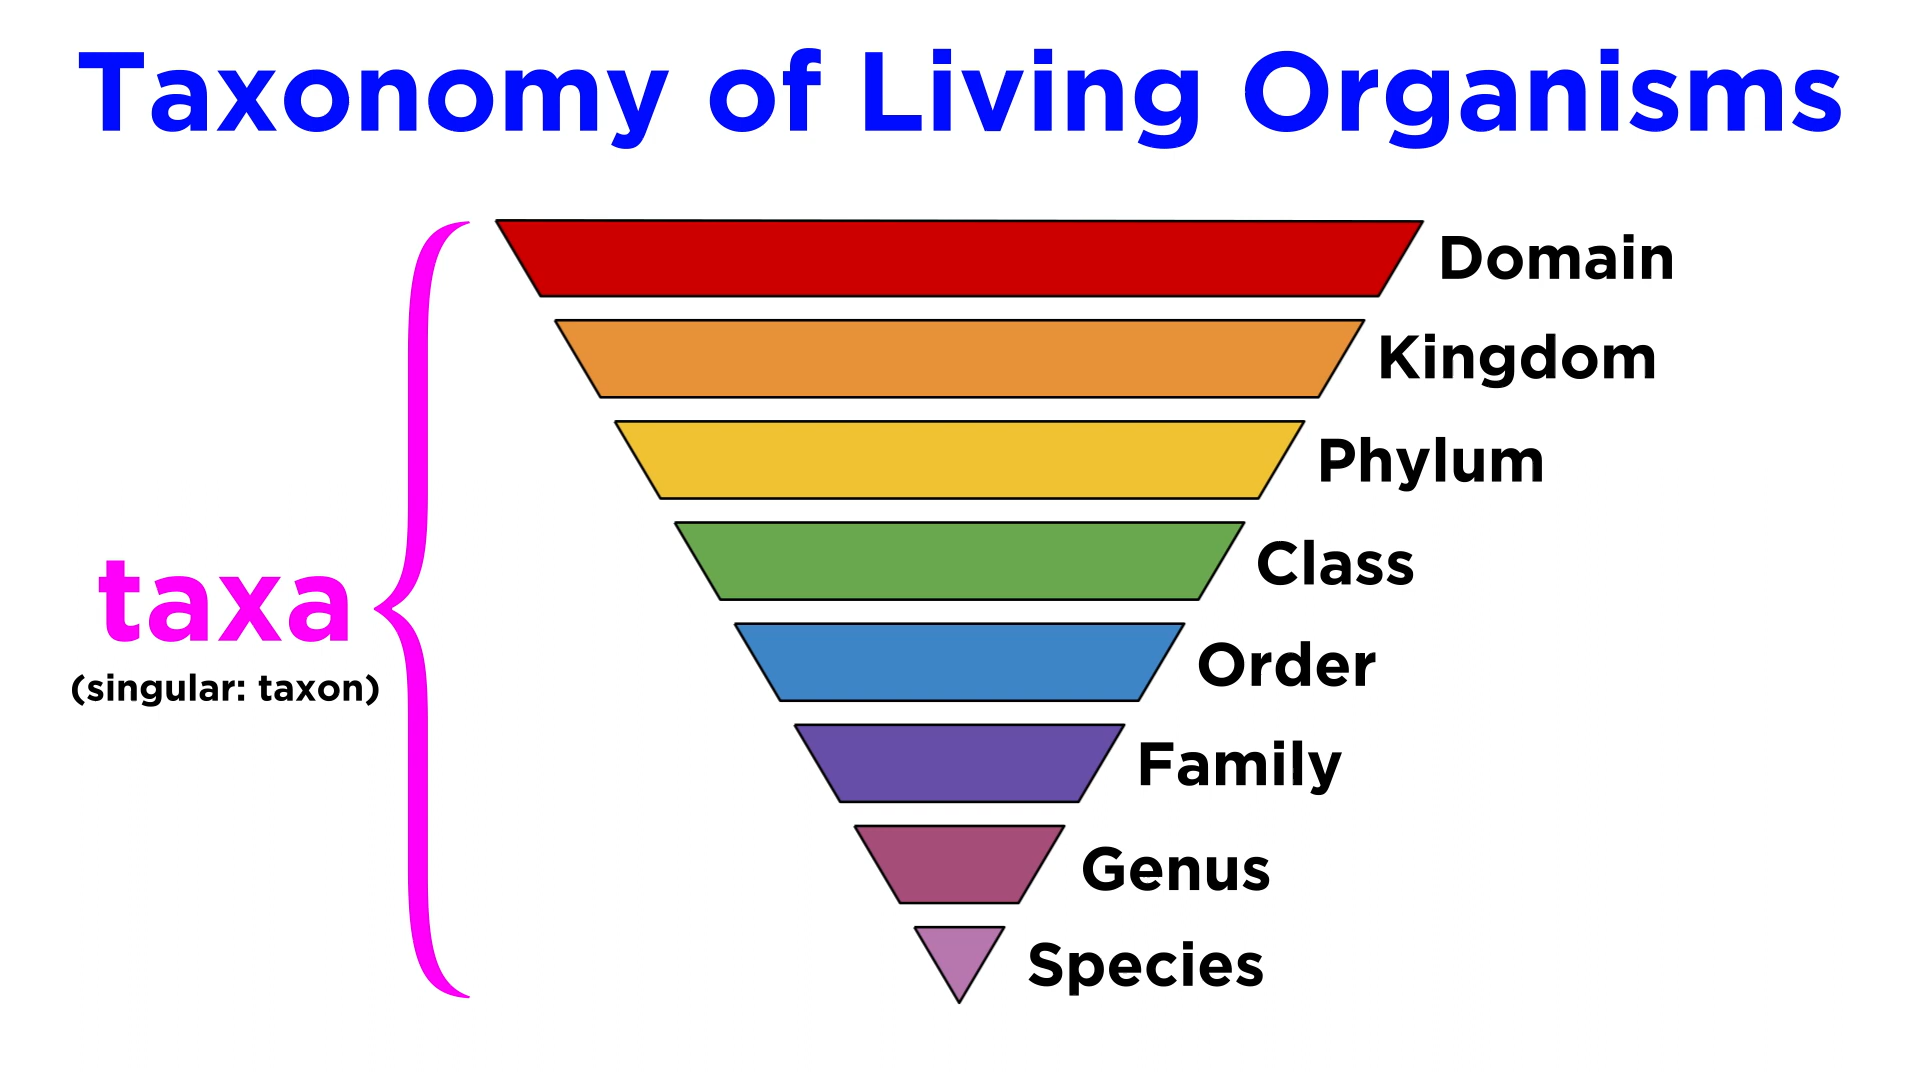 Taxonomy of Living Organisms
Domain
Kingdom
Phylum
Class
Order
Family
Genus
Species
taxa
(singular: taxon)